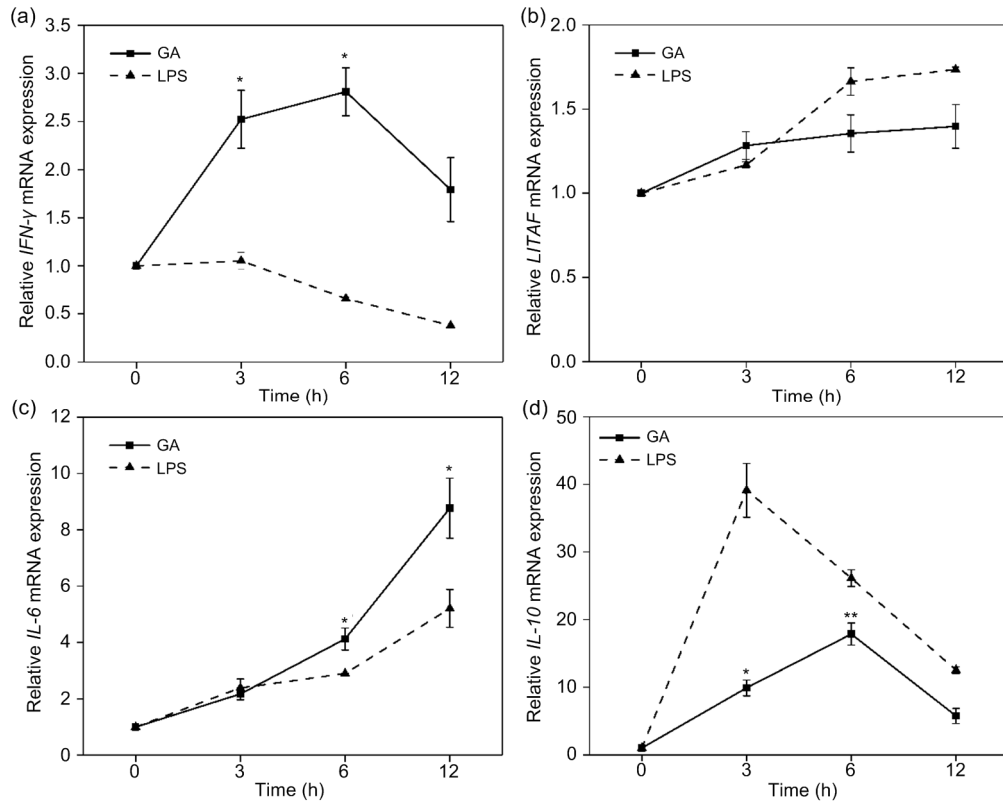 (a)
3.5
3.0
2.5
2.0
1.5
1.0
0.5
0.0
Relative IFN-γ mRNA expression
GA
LPS
*
*
0 3 6 12
Time (h)
(b)
2.0
1.5
1.0
0.5
0.0
Relative LITAF mRNA expression
GA
LPS
0 3 6 12
Time (h)
(c)
12
10
8
6
4
2
0
Relative IL-6 mRNA expression
GA
LPS
*
*
0 3 6 12
Time (h)
(d)
50
40
30
20
10
0
Relative IL-10 mRNA expression
GA
LPS
*
**
0 3 6 12
Time (h)